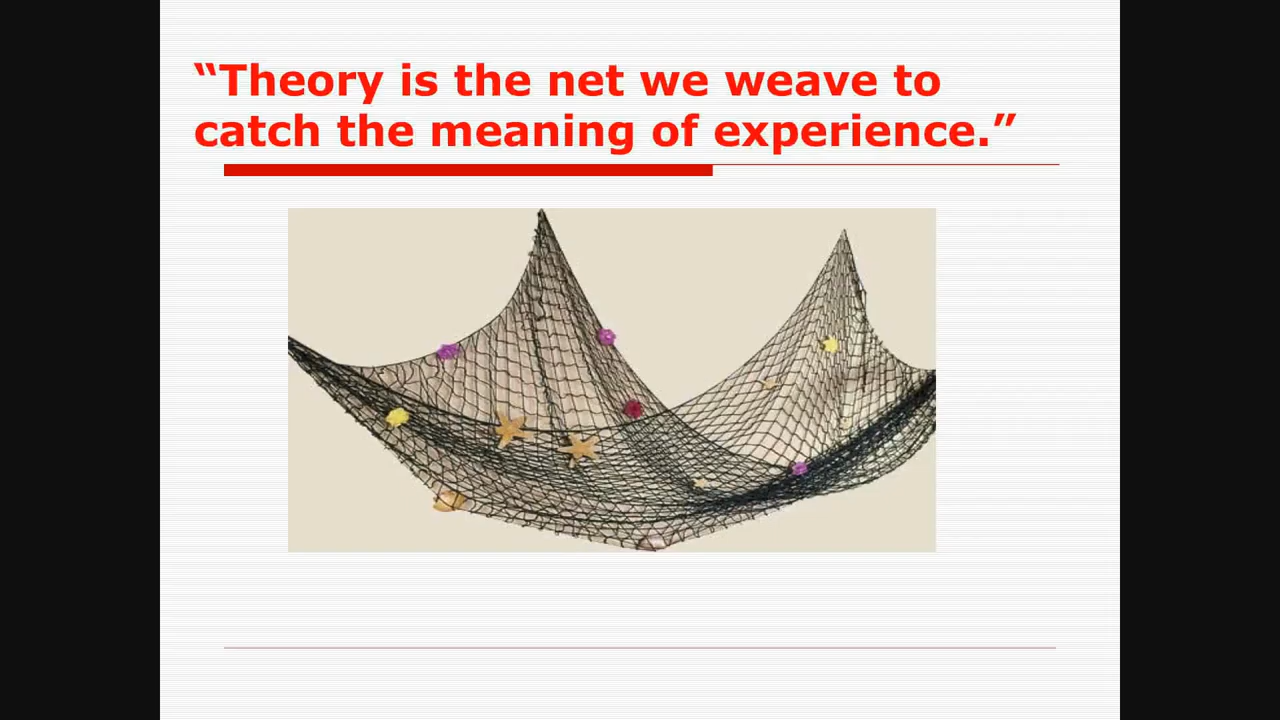 “Theory is the net we weave to
catch the meaning of experience.”